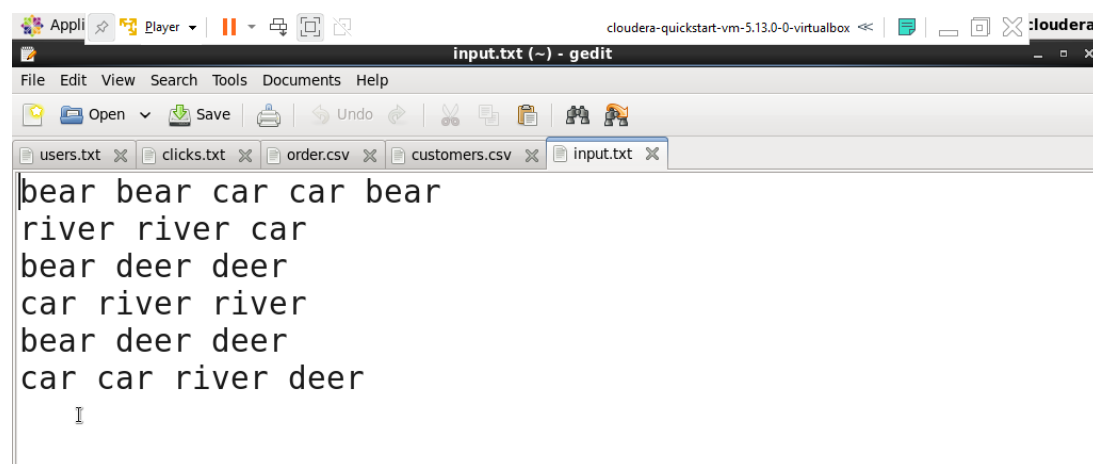 Appli Player cloudera-quickstart-vm-5.13.0-0-virtualbox cloudera
input.txt (~) - gedit
File Edit View Search Tools Documents Help
Open Save Undo
users.txt clicks.txt order.csv customers.csv input.txt
bear bear car car bear
river river car
bear deer deer
car river river
bear deer deer
car car river deer